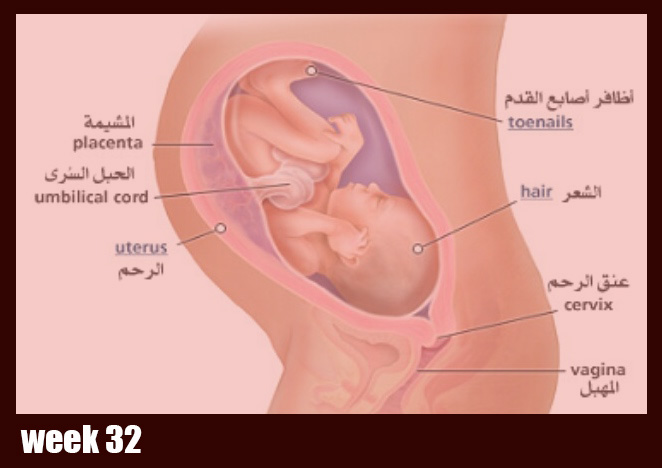 أظافر أصابع القدم
toenails
المشيمة
placenta
الحبل السرى
umbilical cord
hair الشعر
uterus
الرحم
عنق الرحم
cervix
vagina
المهبل
week 32